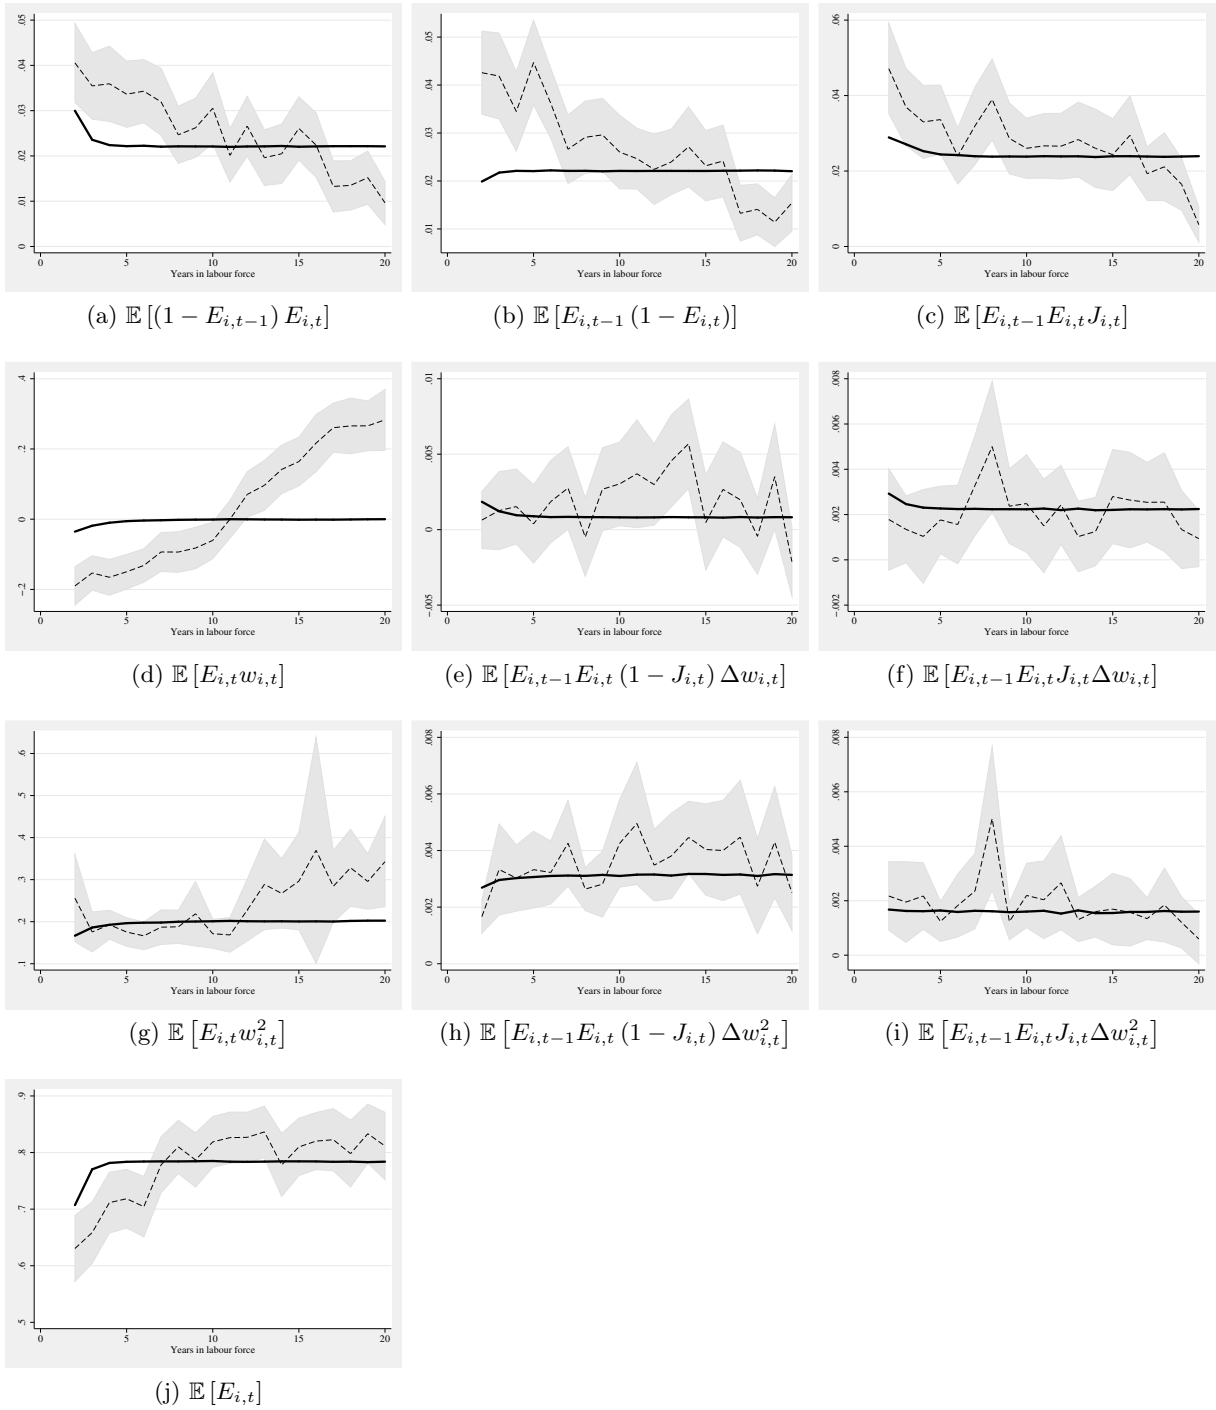 .05
.04
.03
.02
.01
0
0 5 10 15 20
Years in labour force
(a) 𝔼 [(1 − E_{i,t−1}) E_{i,t}]
.05
.04
.03
.02
.01
0 5 10 15 20
Years in labour force
(b) 𝔼 [E_{i,t−1} (1 − E_{i,t})]
.06
.04
.02
0
0 5 10 15 20
Years in labour force
(c) 𝔼 [E_{i,t−1}E_{i,t}J_{i,t}]
.4
.2
0
−.2
0 5 10 15 20
Years in labour force
(d) 𝔼 [E_{i,t}w_{i,t}]
.01
.005
0
−.005
0 5 10 15 20
Years in labour force
(e) 𝔼 [E_{i,t−1}E_{i,t} (1 − J_{i,t}) Δw_{i,t}]
.008
.006
.004
.002
0
−.002
0 5 10 15 20
Years in labour force
(f) 𝔼 [E_{i,t−1}E_{i,t}J_{i,t}Δw_{i,t}]
.6
.5
.4
.3
.2
.1
0 5 10 15 20
Years in labour force
(g) 𝔼 [E_{i,t}w²_{i,t}]
.008
.006
.004
.002
0
0 5 10 15 20
Years in labour force
(h) 𝔼 [E_{i,t−1}E_{i,t} (1 − J_{i,t}) Δw²_{i,t}]
.008
.006
.004
.002
0
0 5 10 15 20
Years in labour force
(i) 𝔼 [E_{i,t−1}E_{i,t}J_{i,t}Δw²_{i,t}]
.9
.8
.7
.6
.5
0 5 10 15 20
Years in labour force
(j) 𝔼 [E_{i,t}]